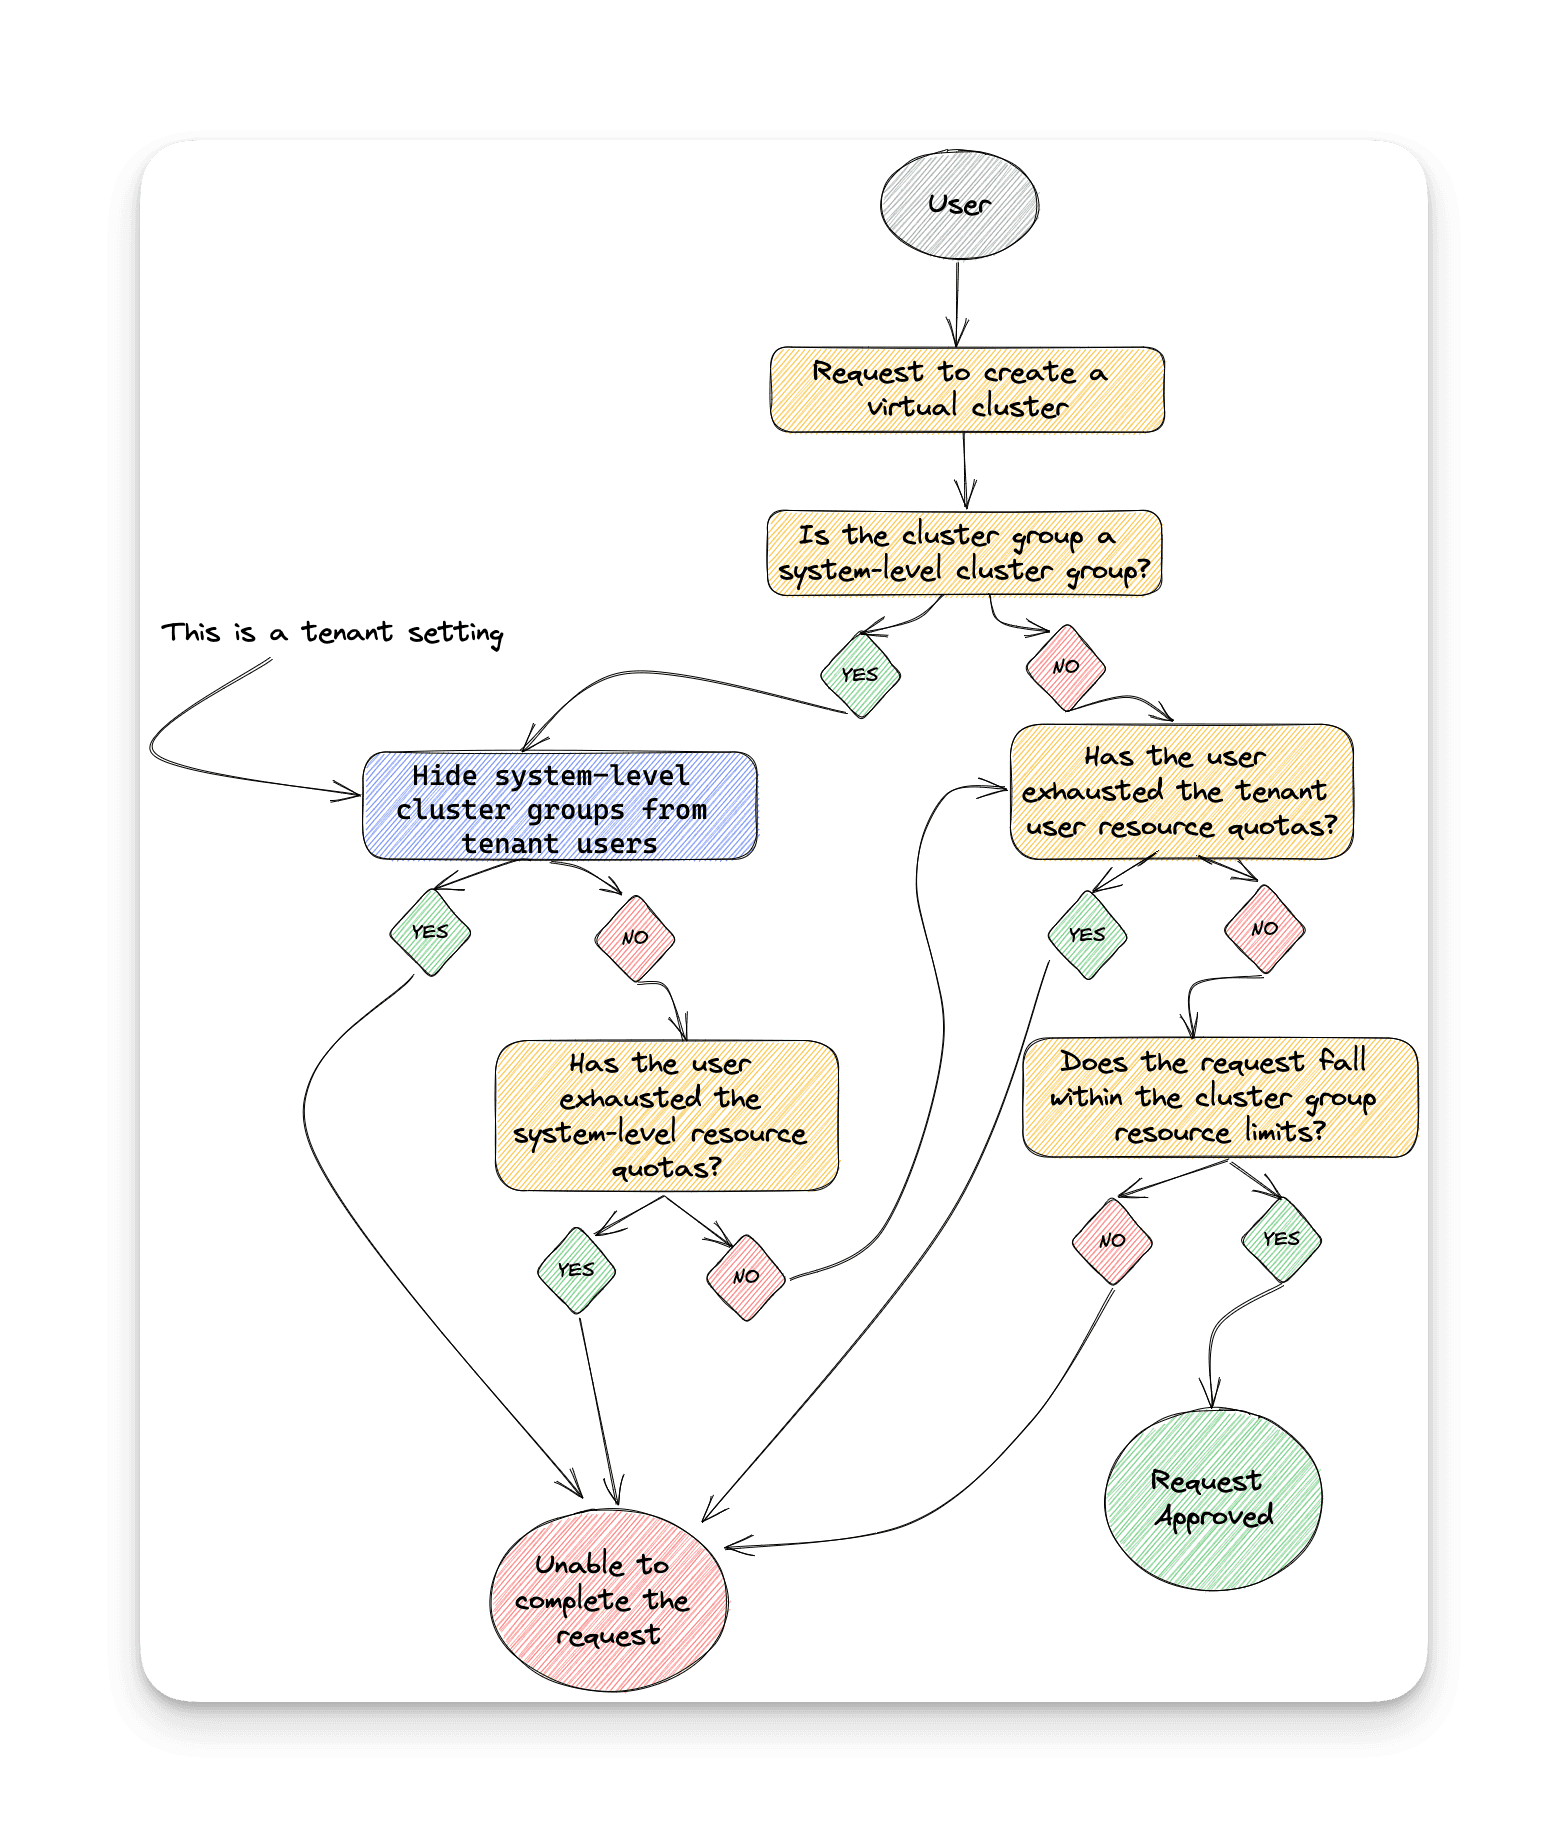 User
Request to create a
virtual cluster
Is the cluster group a
system-level cluster group?
This is a tenant setting
YES
NO
Hide system-level
cluster groups from
tenant users
Has the user
exhausted the tenant
user resource quotas?
YES
NO
YES
NO
Has the user
exhausted the
system-level resource
quotas?
Does the request fall
within the cluster group
resource limits?
YES
NO
NO
YES
Request
Approved
Unable to
complete the
request